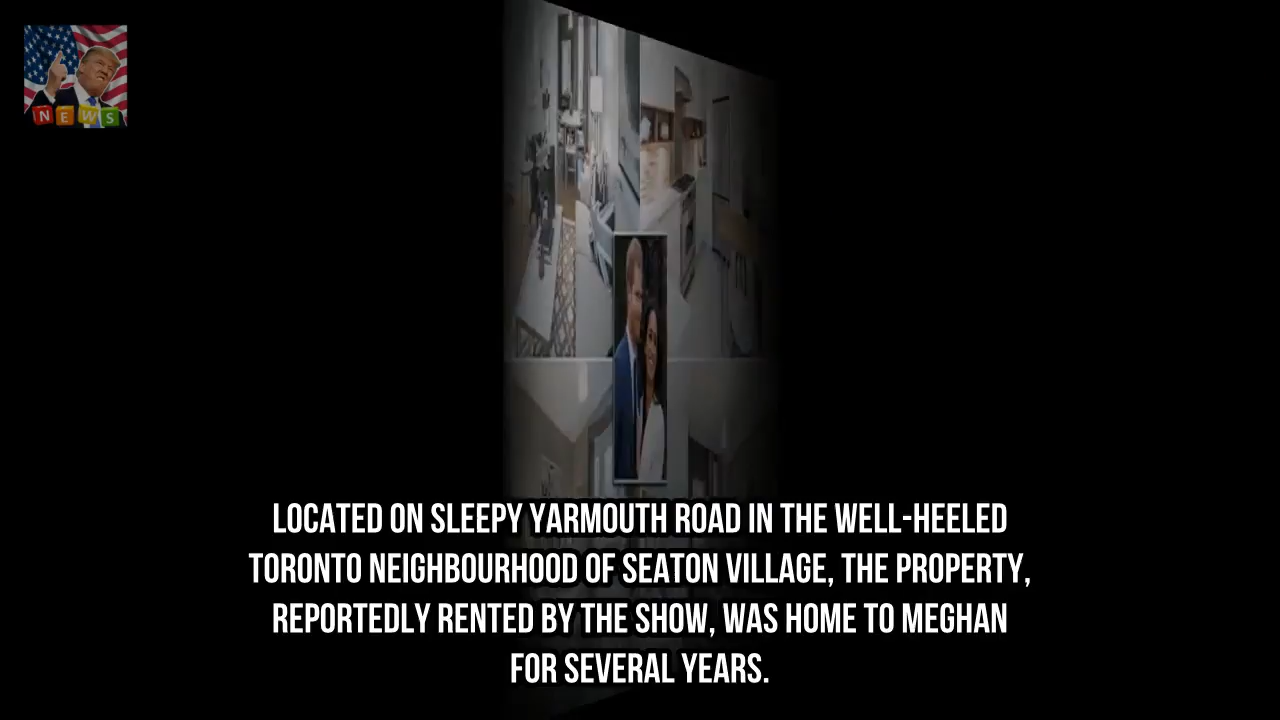 NEWS
LOCATED ON SLEEPY YARMOUTH ROAD IN THE WELL-HEELED
TORONTO NEIGHBOURHOOD OF SEATON VILLAGE, THE PROPERTY,
REPORTEDLY RENTED BY THE SHOW, WAS HOME TO MEGHAN
FOR SEVERAL YEARS.